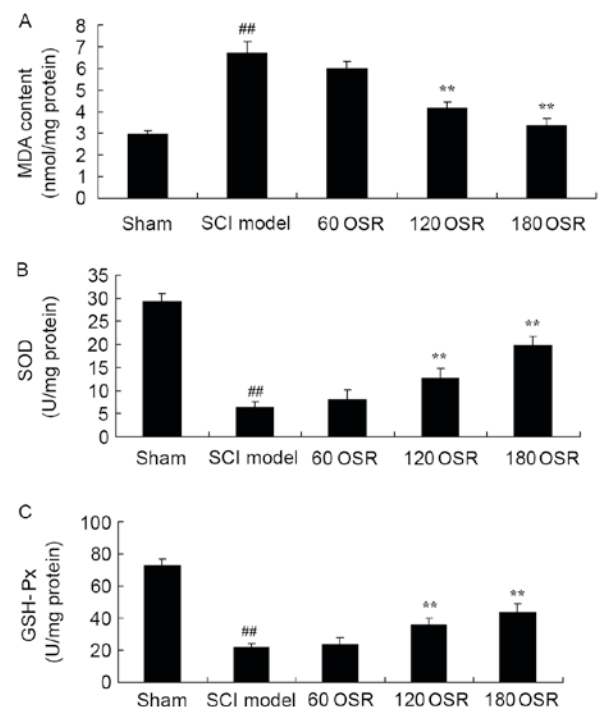 A
MDA content
(nmol/mg protein)
8
7
6
5
4
3
2
1
0
##
**
**
Sham SCI model 60 OSR 120 OSR 180 OSR
B
SOD
(U/mg protein)
35
30
25
20
15
10
5
0
##
**
**
Sham SCI model 60 OSR 120 OSR 180 OSR
C
GSH-Px
(U/mg protein)
100
80
60
40
20
0
##
**
**
Sham SCI model 60 OSR 120 OSR 180 OSR